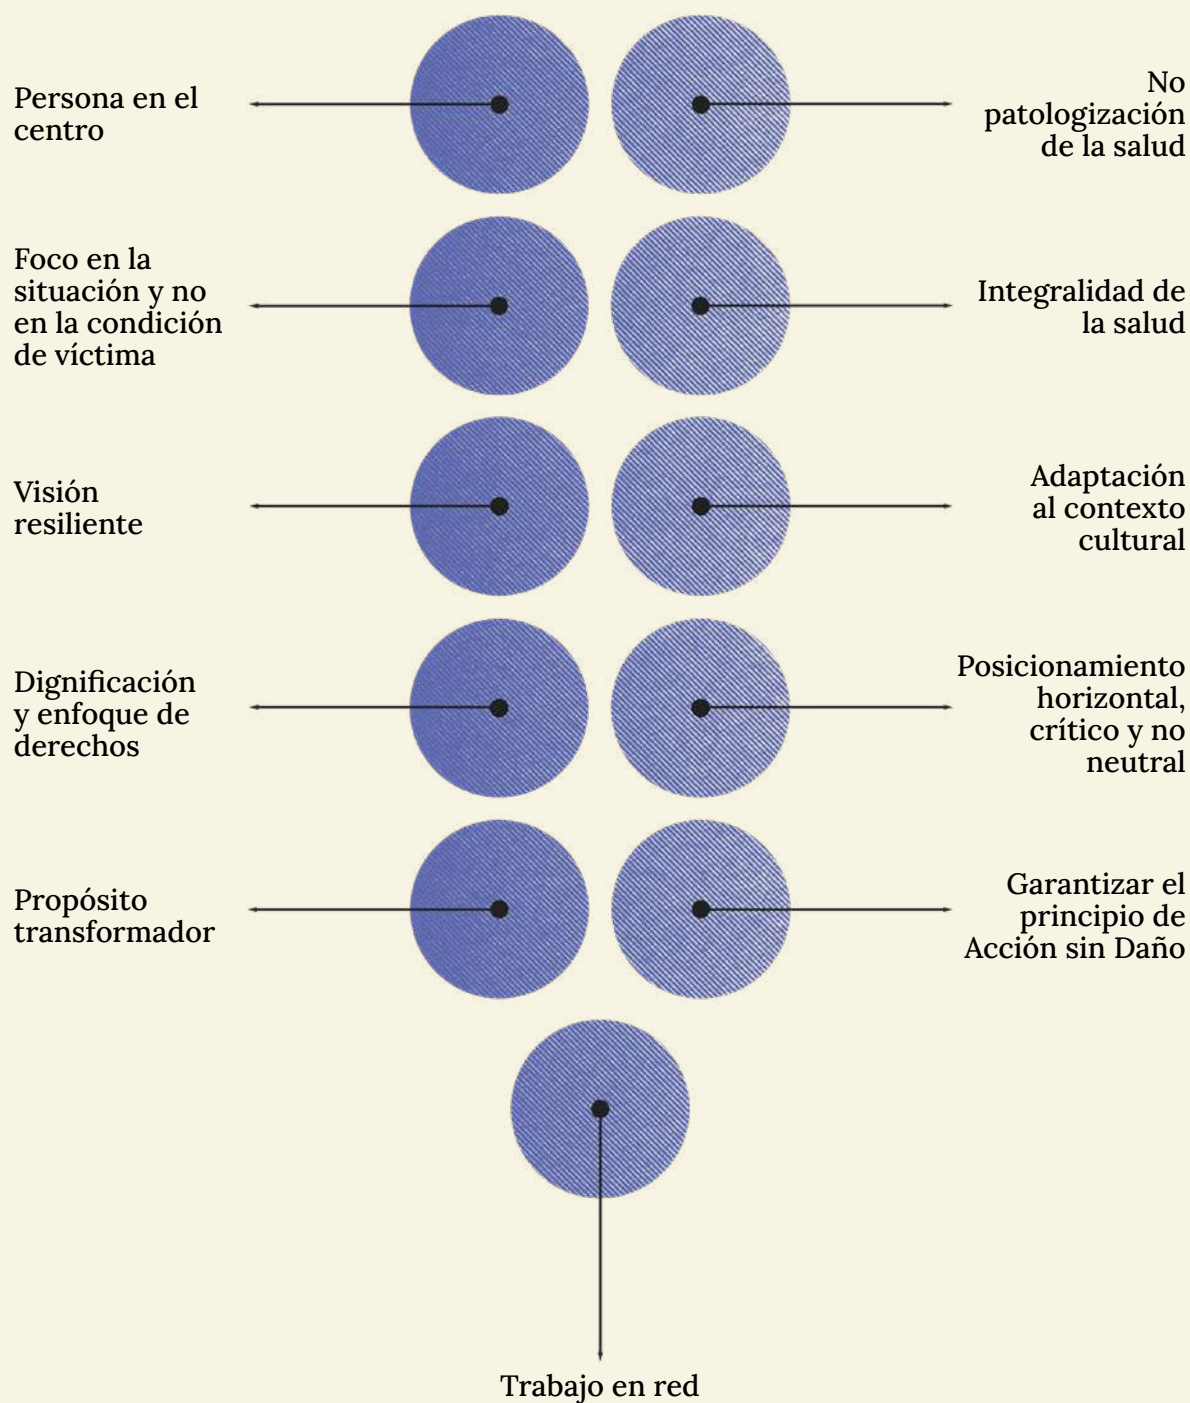 Persona en el
centro
No
patologización
de la salud
Foco en la
situación y no
en la condición
de víctima
Integralidad de
la salud
Visión
resiliente
Adaptación
al contexto
cultural
Dignificación
y enfoque de
derechos
Posicionamiento
horizontal,
crítico y no
neutral
Propósito
transformador
Garantizar el
principio de
Acción sin Daño
Trabajo en red